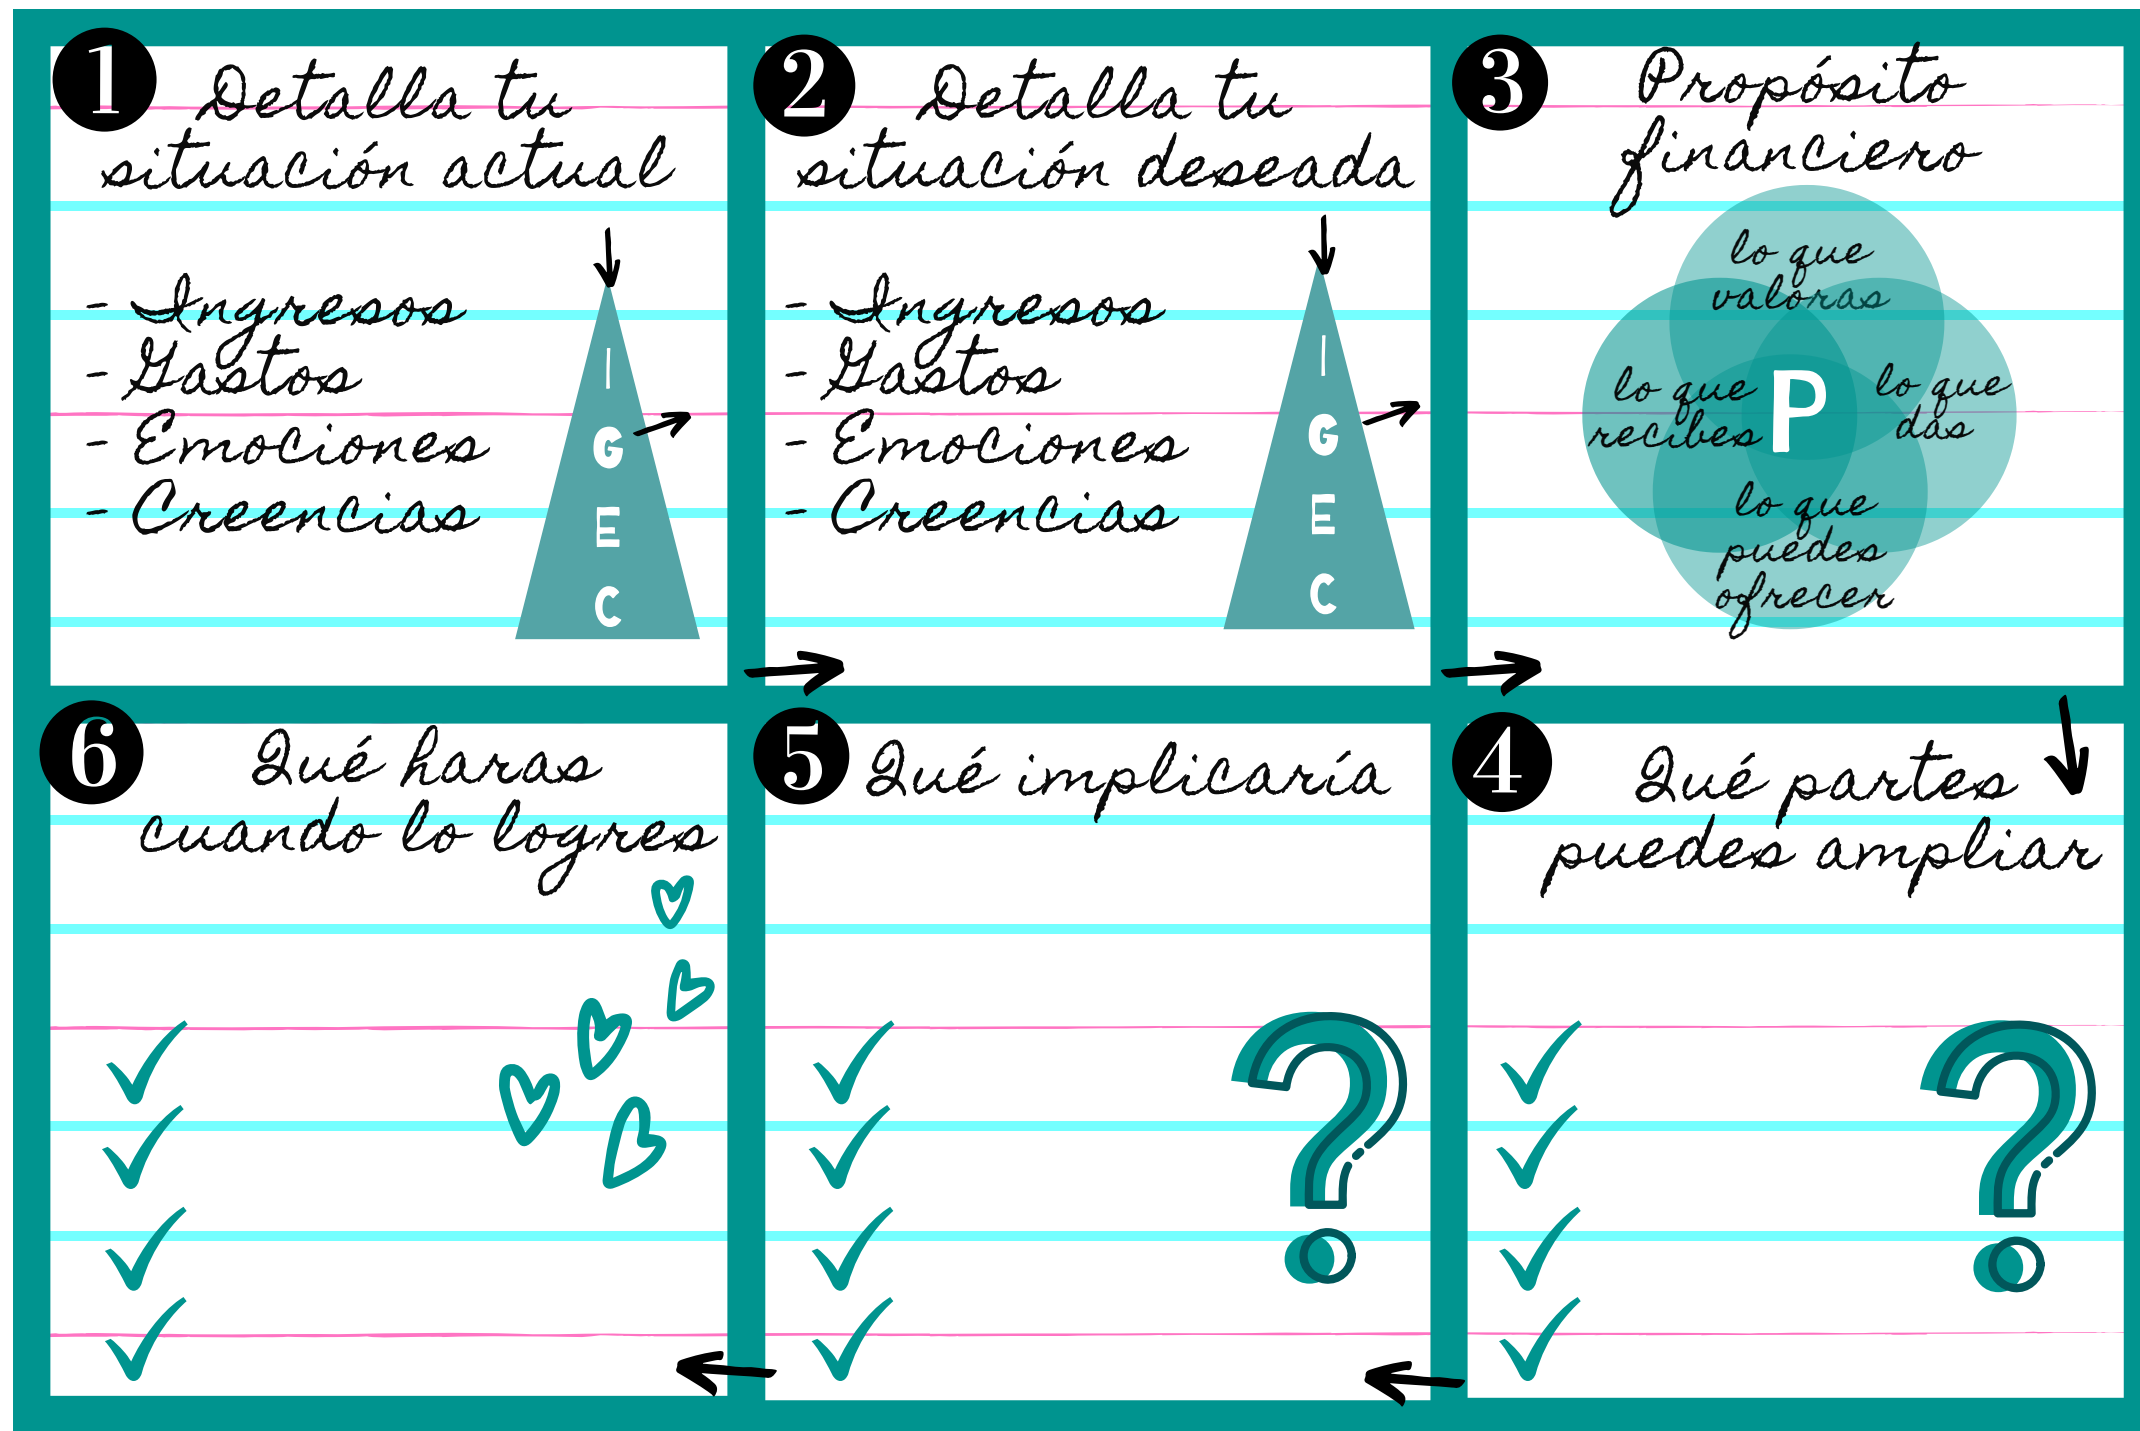 1
Detalla tu
situación actual
- Ingresos
- Gastos
- Emociones
- Creencias
I
G
E
C
2
Detalla tu
situación deseada
- Ingresos
- Gastos
- Emociones
- Creencias
I
G
E
C
3
Propósito
financiero
lo que
valoras
lo que
recibes
P
lo que
das
lo que
puedes
ofrecer
4
Qué partes
puedes ampliar
?
5
Qué implicaría
?
6
Qué haras
cuando lo logres